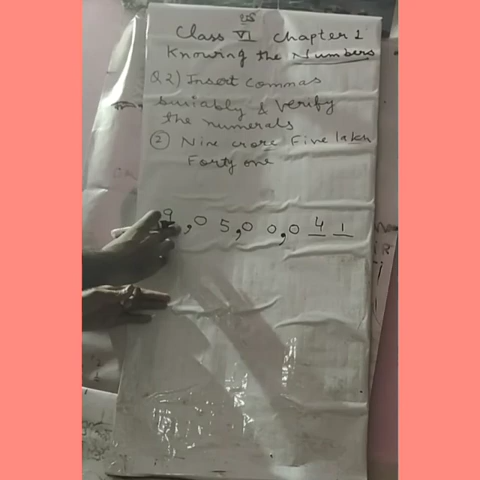 Class VI Chapter 1
Knowing the Numbers
Q2) Insert commas
suriably & Verify
the numerals
② Nine crore Five lakh
Forty one
9,05,00,041